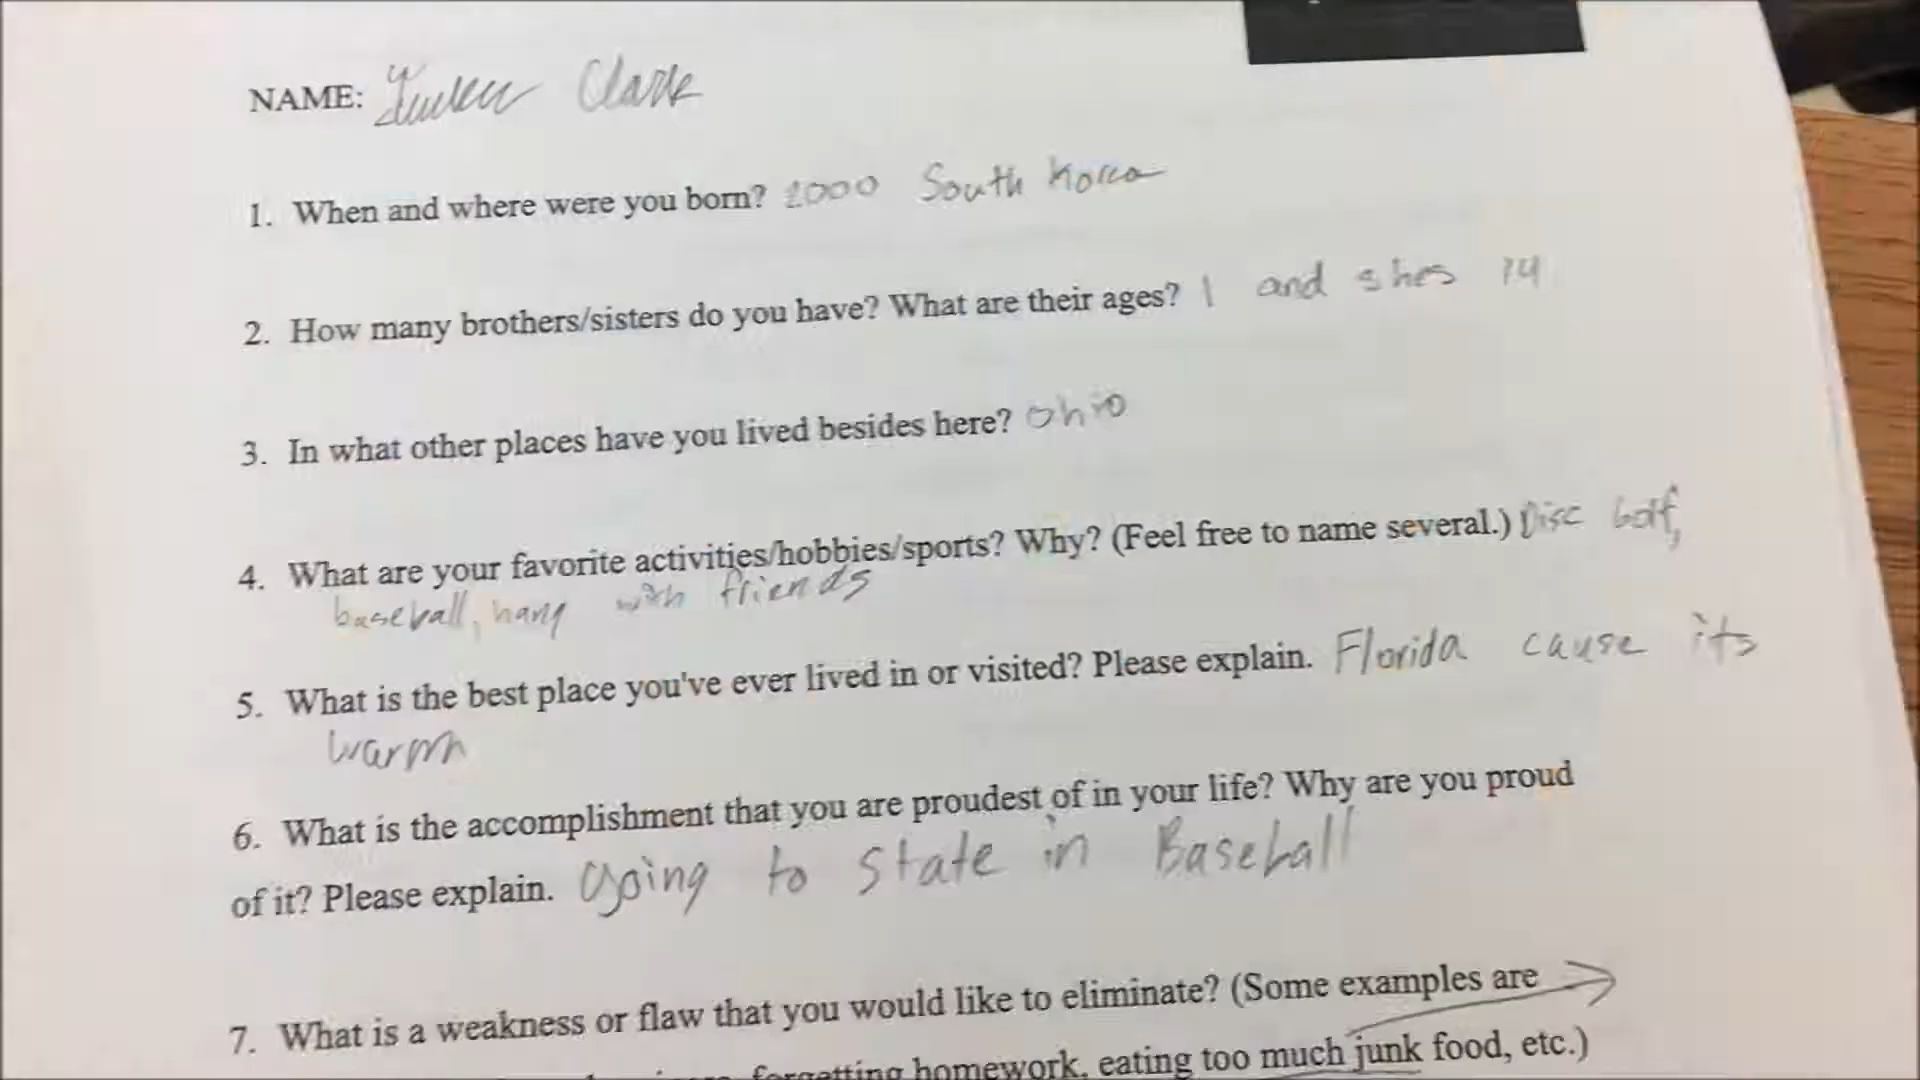 NAME: Clark
1. When and where were you born? 2000 South Korea
2. How many brothers/sisters do you have? What are their ages? 1 and shes 14
3. In what other places have you lived besides here? Ohio
4. What are your favorite activities/hobbies/sports? Why? (Feel free to name several.) Disc Golf,
baseball, hang with friends
5. What is the best place you've ever lived in or visited? Please explain. Florida cause its
warm
6. What is the accomplishment that you are proudest of in your life? Why are you proud
of it? Please explain. Going to state in Baseball
7. What is a weakness or flaw that you would like to eliminate? (Some examples are
forgetting homework, eating too much junk food, etc.)